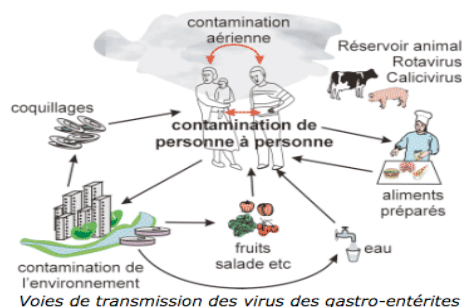 contamination
aérienne
Réservoir animal
Rotavirus
Calicivirus
coquillages
contamination de
personne à personne
aliments
préparés
fruits
salade etc
eau
contamination de
l'environnement
Voies de transmission des virus des gastro-entérites